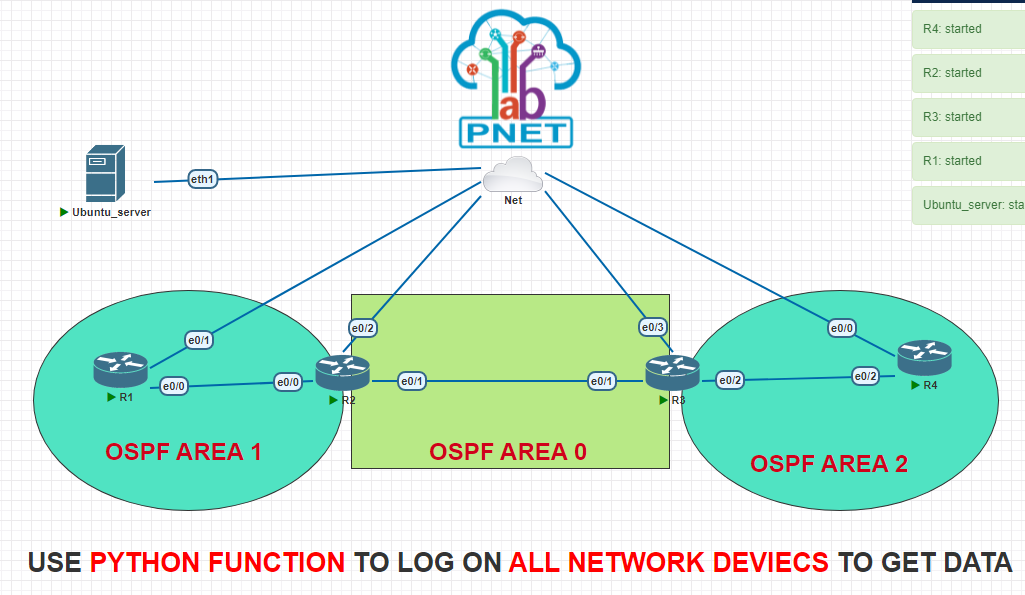 R4: started
lab
PNET
R2: started
R3: started
R1: started
eth1
Net
Ubuntu_server
Ubuntu_server: sta
e0/2
e0/3
e0/0
e0/1
e0/0
e0/0
e0/1
e0/1
e0/2
e0/2
R1
R2
R3
R4
OSPF AREA 1
OSPF AREA 0
OSPF AREA 2
USE PYTHON FUNCTION TO LOG ON ALL NETWORK DEVIECS TO GET DATA